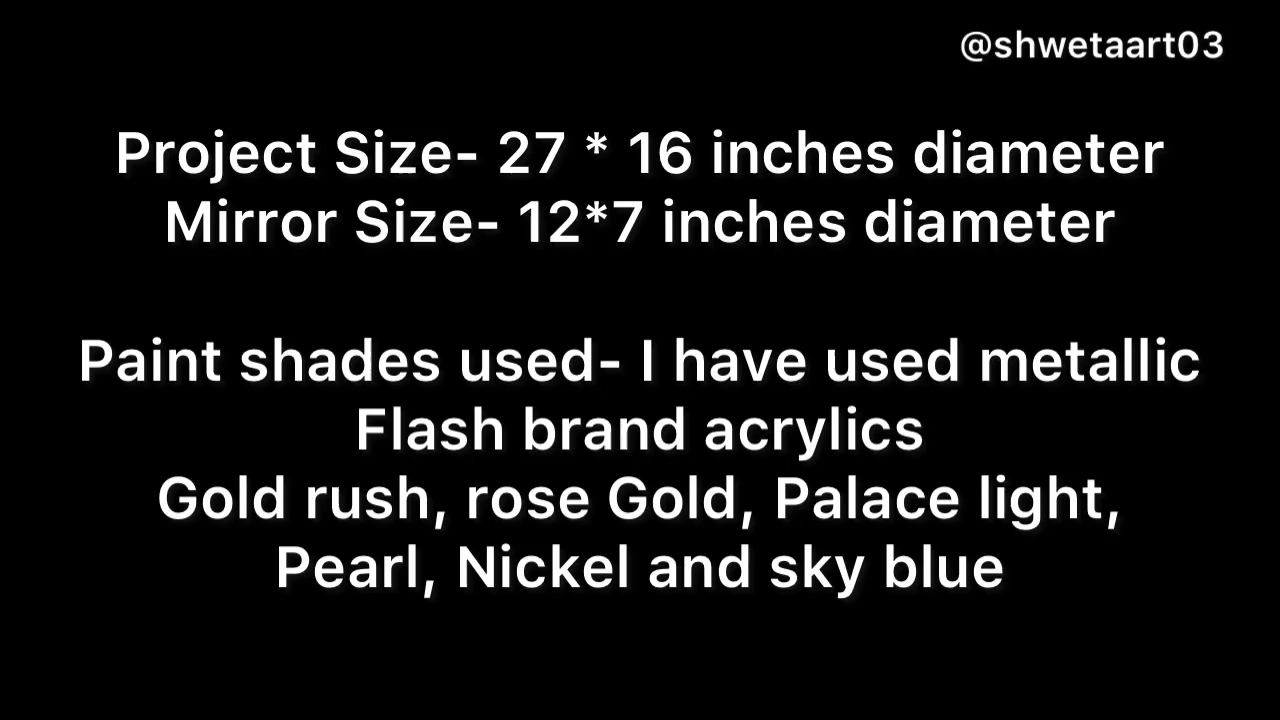 @shwetaart03
Project Size- 27 * 16 inches diameter
Mirror Size- 12*7 inches diameter
Paint shades used- I have used metallic
Flash brand acrylics
Gold rush, rose Gold, Palace light,
Pearl, Nickel and sky blue